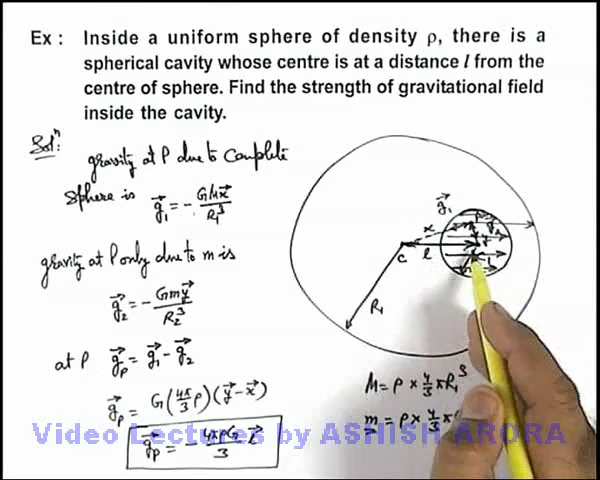 Ex : Inside a uniform sphere of density ρ, there is a
spherical cavity whose centre is at a distance l from the
centre of sphere. Find the strength of gravitational field
inside the cavity.
Solⁿ:
gravity at P due to Complete
Sphere is g⃗₁ = - GMx⃗/R₁³
gravity at P only due to m is
g⃗₂ = - Gmy⃗/R₂³
at P g⃗p = g⃗₁ - g⃗₂
g⃗p = G(4π/3 ρ)(y⃗ - x⃗)
g⃗p = - 4πρG/3 l⃗
g⃗₁
x
y
C
l
R₁
M = ρ × 4/3 πR₁³
m = ρ × 4/3 π
Video Lectures by ASHISH ARORA